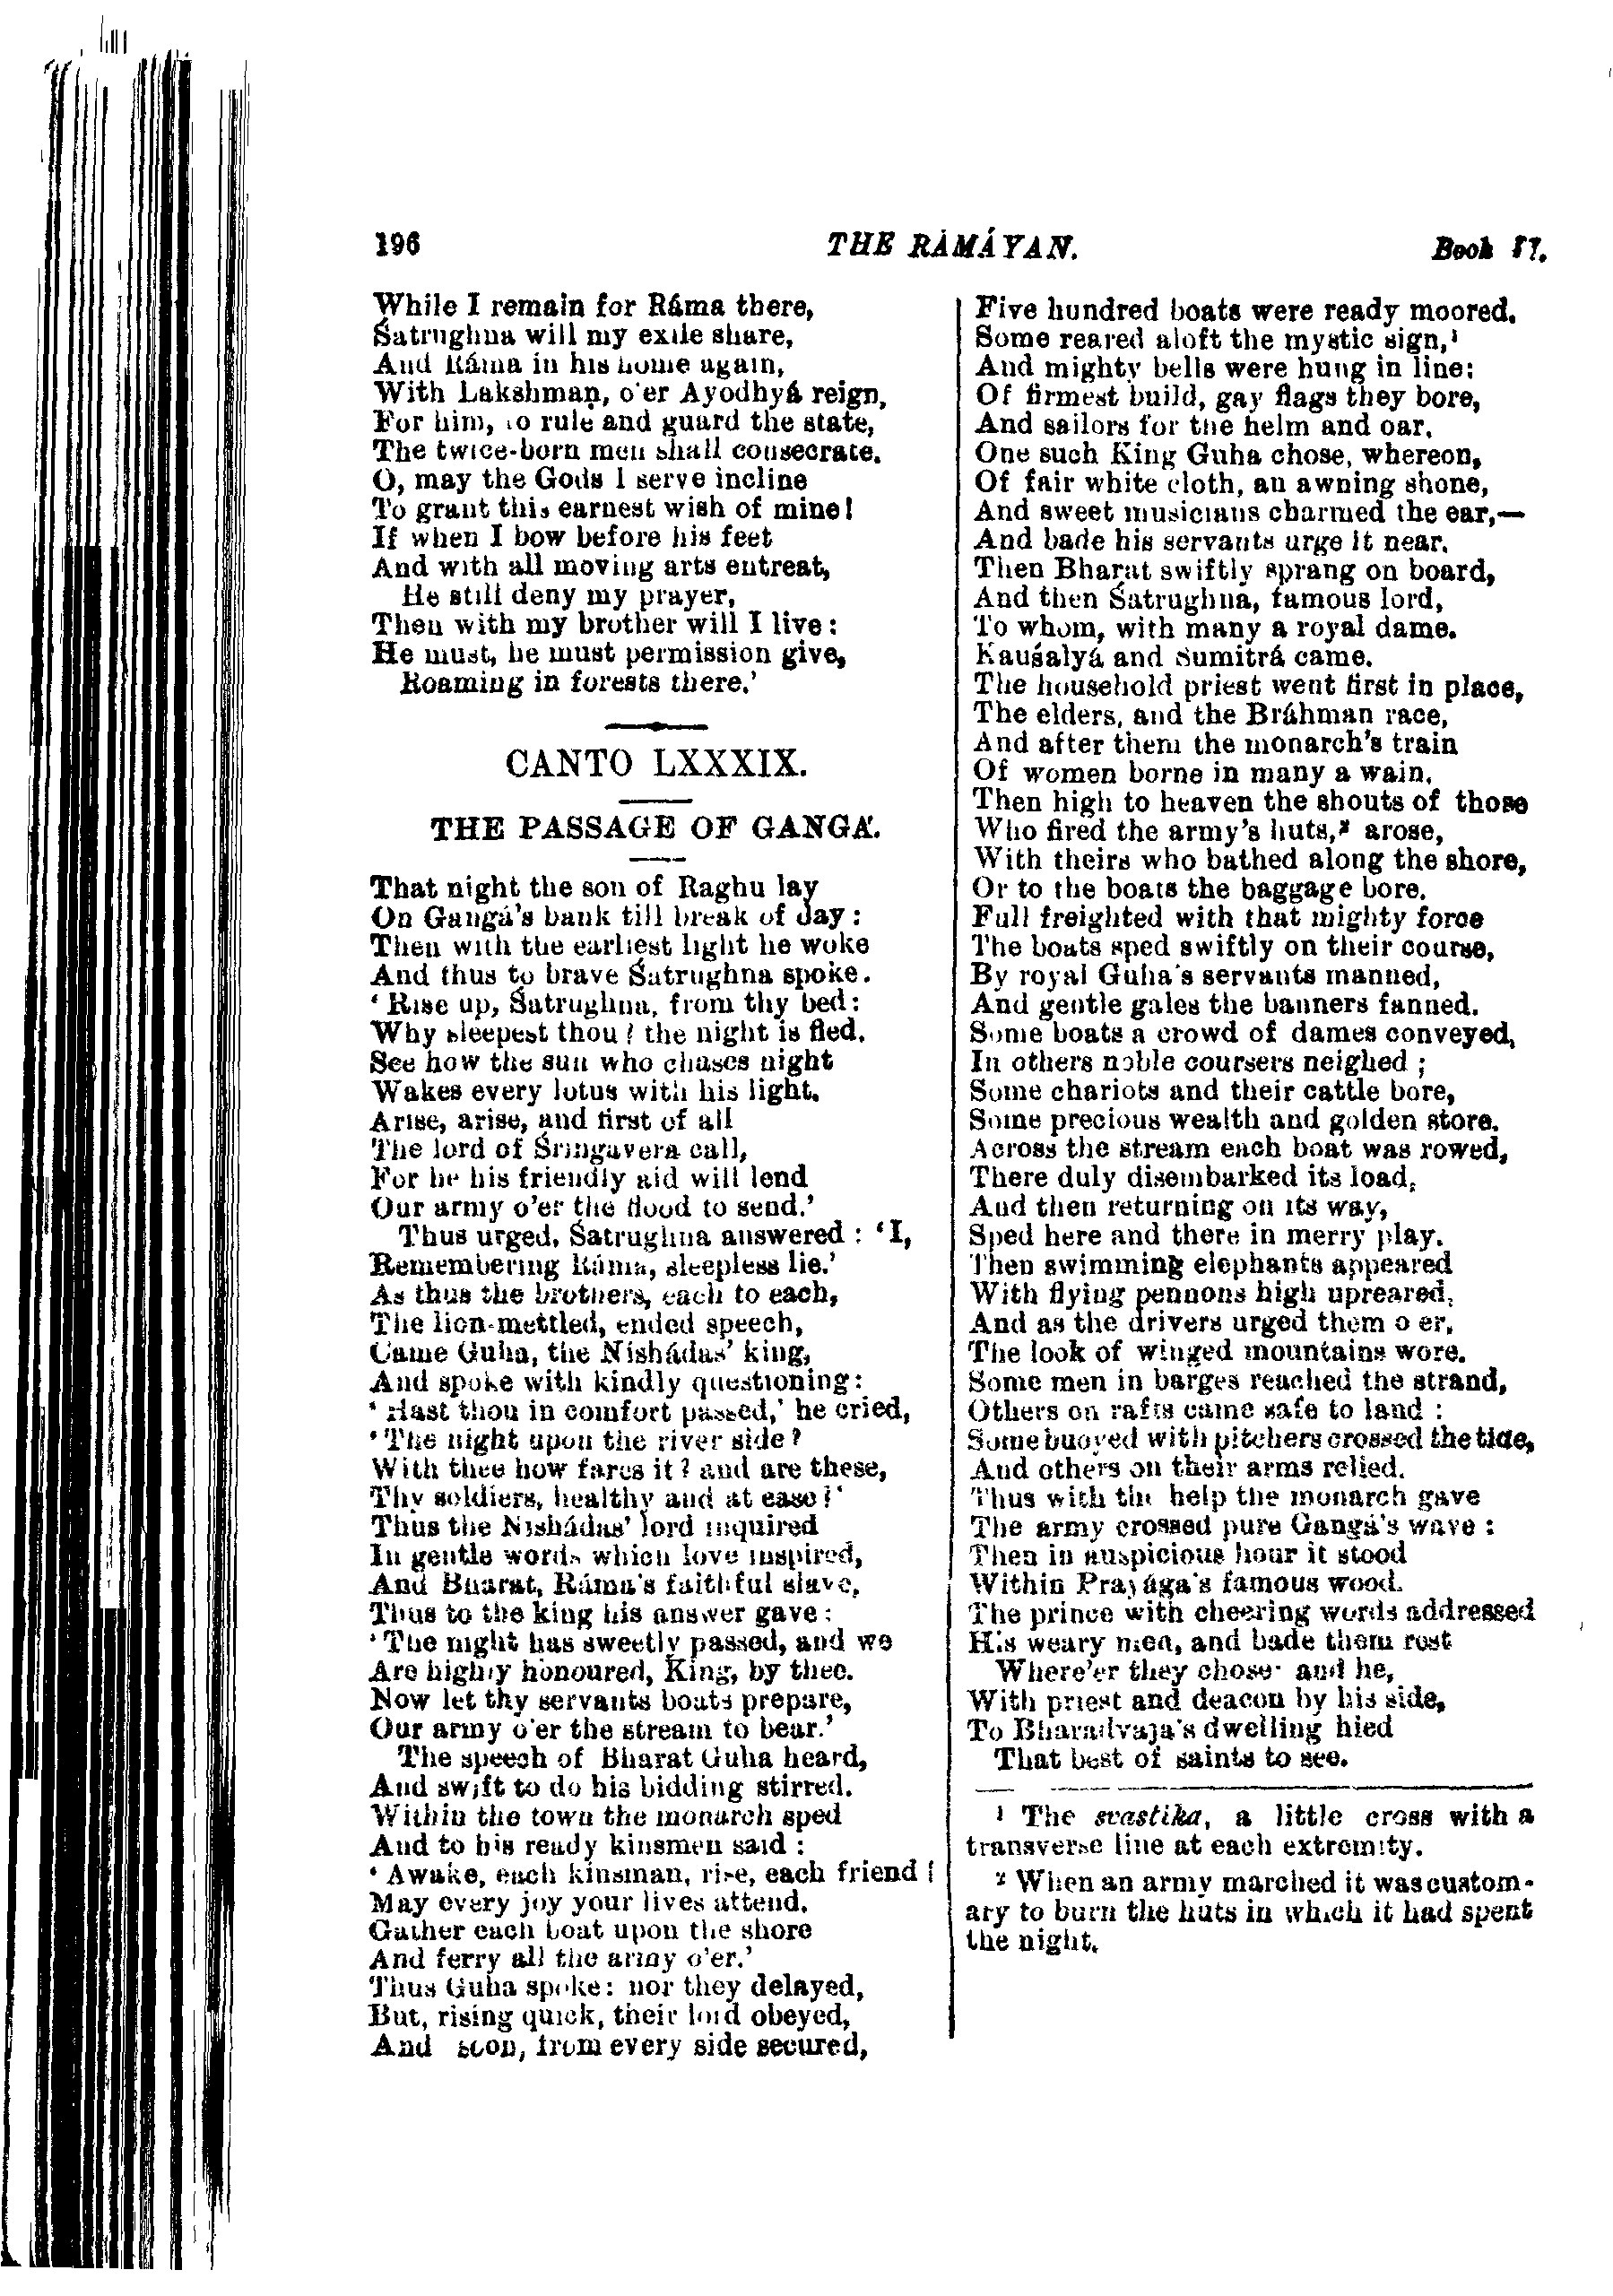 196
THE RÁMÁYAN.
Book II.
While I remain for Ráma there,
Śatrughna will my exile share,
And Ráma in his home again,
With Lakshmaṇ, o'er Ayodhyá reign,
For him, to rule and guard the state,
The twice-born men shall consecrate.
O, may the Gods I serve incline
To grant this earnest wish of mine!
If when I bow before his feet
And with all moving arts entreat,
He still deny my prayer,
Then with my brother will I live:
He must, he must permission give,
Roaming in forests there.'
CANTO LXXXIX.
THE PASSAGE OF GANGÁ.
That night the son of Raghu lay
On Gangá's bank till break of day:
Then with the earliest light he woke
And thus to brave Śatrughna spoke.
'Rise up, Śatrughna, from thy bed:
Why sleepest thou? the night is fled.
See how the sun who chases night
Wakes every lotus with his light.
Arise, arise, and first of all
The lord of Śringavera call,
For he his friendly aid will lend
Our army o'er the flood to send.'
Thus urged, Śatrughna answered: 'I,
Remembering Ráma, sleepless lie.'
As thus the brothers, each to each,
The lion-mettled, ended speech,
Came Guha, the Nishádas' king,
And spoke with kindly questioning:
'Hast thou in comfort passed,' he cried,
'The night upon the river side?
With thee how fares it? and are these,
Thy soldiers, healthy and at ease?'
Thus the Nishádas' lord inquired
In gentle words which love inspired,
And Bharat, Ráma's faithful slave,
Thus to the king his answer gave:
'The night has sweetly passed, and we
Are highly honoured, King, by thee.
Now let thy servants boats prepare,
Our army o'er the stream to bear.'
The speech of Bharat Guha heard,
And swift to do his bidding stirred.
Within the town the monarch sped
And to his ready kinsmen said:
'Awake, each kinsman, rise, each friend!
May every joy your lives attend.
Gather each boat upon the shore
And ferry all the army o'er.'
Thus Guha spoke: nor they delayed,
But, rising quick, their lord obeyed,
And soon, from every side secured,
Five hundred boats were ready moored.
Some reared aloft the mystic sign,¹
And mighty bells were hung in line:
Of firmest build, gay flags they bore,
And sailors for the helm and oar.
One such King Guha chose, whereon,
Of fair white cloth, an awning shone,
And sweet musicians charmed the ear,—
And bade his servants urge it near.
Then Bharat swiftly sprang on board,
And then Śatrughna, famous lord,
To whom, with many a royal dame.
Kauśalyá and Sumitrá came.
The household priest went first in place,
The elders, and the Bráhman race,
And after them the monarch's train
Of women borne in many a wain.
Then high to heaven the shouts of those
Who fired the army's huts,² arose,
With theirs who bathed along the shore,
Or to the boats the baggage bore.
Full freighted with that mighty force
The boats sped swiftly on their course,
By royal Guha's servants manned,
And gentle gales the banners fanned.
Some boats a crowd of dames conveyed,
In others noble coursers neighed;
Some chariots and their cattle bore,
Some precious wealth and golden store.
Across the stream each boat was rowed,
There duly disembarked its load,
And then returning on its way,
Sped here and there in merry play.
Then swimming elephants appeared
With flying pennons high upreared,
And as the drivers urged them o'er,
The look of winged mountains wore.
Some men in barges reached the strand,
Others on rafts came safe to land:
Some buoyed with pitchers crossed the tide,
And others on their arms relied.
Thus with the help the monarch gave
The army crossed pure Gangá's wave:
Then in auspicious hour it stood
Within Prayága's famous wood.
The prince with cheering words addressed
His weary men, and bade them rest
Where'er they chose: and he,
With priest and deacon by his side,
To Bharadvaja's dwelling hied
That best of saints to see.
¹ The svastika, a little cross with a
transverse line at each extremity.
² When an army marched it was custom-
ary to burn the huts in which it had spent
the night.